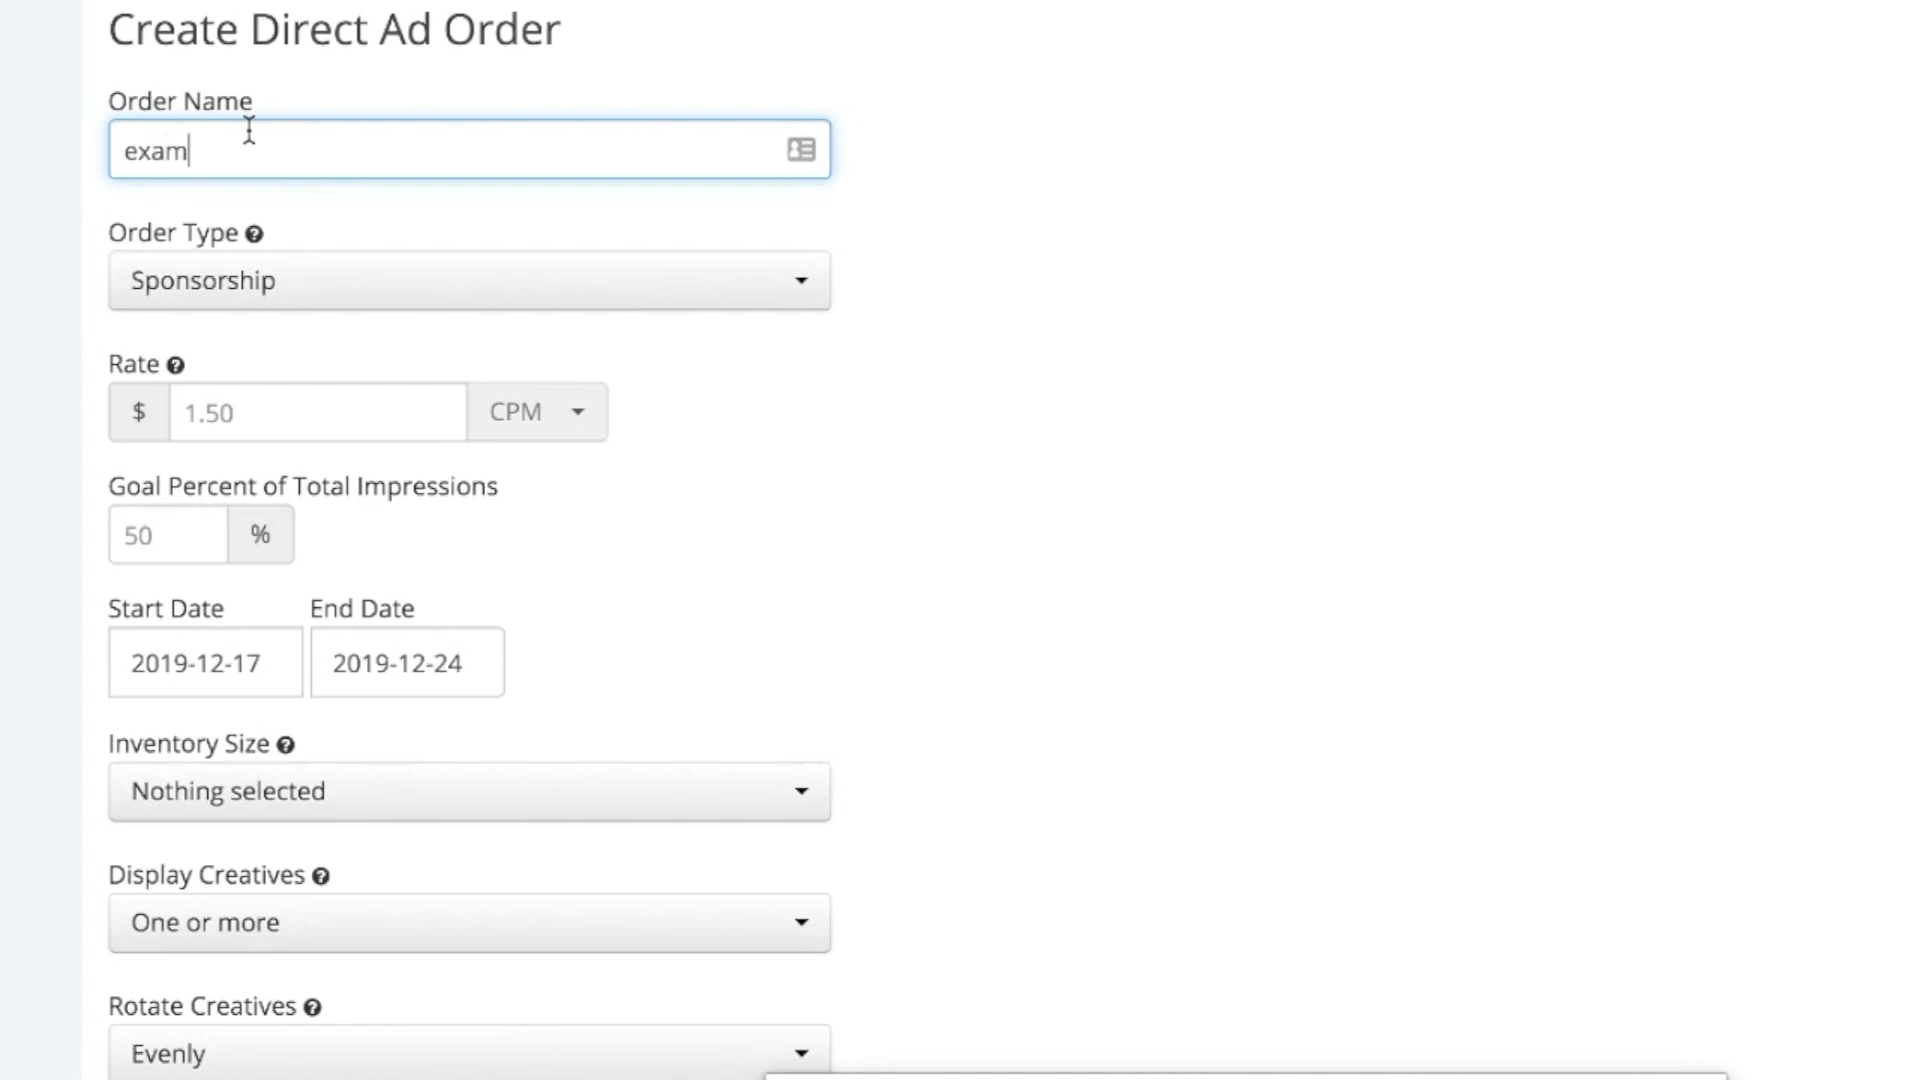 Create Direct Ad Order
Order Name
exam
Order Type
Sponsorship
Rate
$ 1.50 CPM
Goal Percent of Total Impressions
50 %
Start Date End Date
2019-12-17 2019-12-24
Inventory Size
Nothing selected
Display Creatives
One or more
Rotate Creatives
Evenly